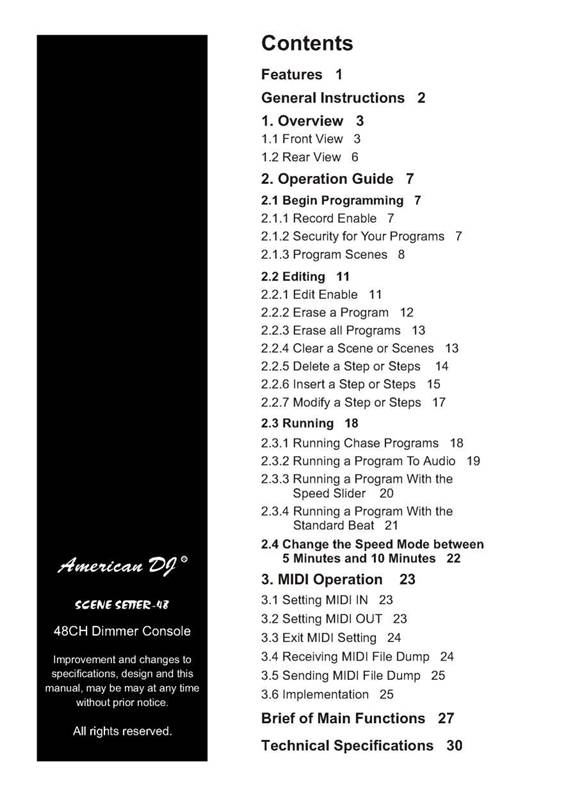 American DJ ®
SCENE SETTER-48
48CH Dimmer Console
Improvement and changes to
specifications, design and this
manual, may be may at any time
without prior notice.
All rights reserved.
Contents
Features 1
General Instructions 2
1. Overview 3
1.1 Front View 3
1.2 Rear View 6
2. Operation Guide 7
2.1 Begin Programming 7
2.1.1 Record Enable 7
2.1.2 Security for Your Programs 7
2.1.3 Program Scenes 8
2.2 Editing 11
2.2.1 Edit Enable 11
2.2.2 Erase a Program 12
2.2.3 Erase all Programs 13
2.2.4 Clear a Scene or Scenes 13
2.2.5 Delete a Step or Steps 14
2.2.6 Insert a Step or Steps 15
2.2.7 Modify a Step or Steps 17
2.3 Running 18
2.3.1 Running Chase Programs 18
2.3.2 Running a Program To Audio 19
2.3.3 Running a Program With the
Speed Slider 20
2.3.4 Running a Program With the
Standard Beat 21
2.4 Change the Speed Mode between
5 Minutes and 10 Minutes 22
3. MIDI Operation 23
3.1 Setting MIDI IN 23
3.2 Setting MIDI OUT 23
3.3 Exit MIDI Setting 24
3.4 Receiving MIDI File Dump 24
3.5 Sending MIDI File Dump 25
3.6 Implementation 25
Brief of Main Functions 27
Technical Specifications 30